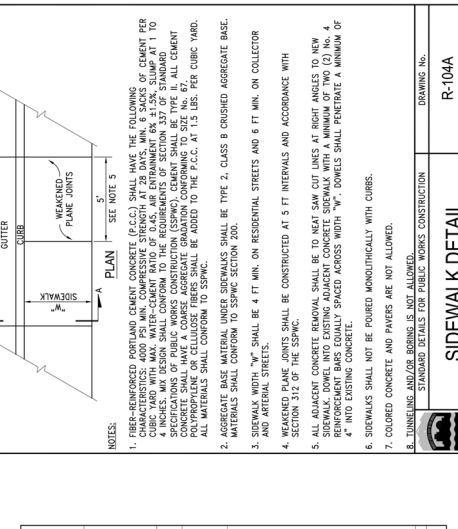 GUTTER
CURB
WEAKENED
PLANE JOINTS
5'
SEE NOTE 5
"W"
SIDEWALK
A
PLAN
NOTES:
1. FIBER-REINFORCED PORTLAND CEMENT CONCRETE (P.C.C.) SHALL HAVE THE FOLLOWING
CHARACTERISTICS: 4000 PSI MIN. COMPRESSIVE STRENGTH AT 28 DAYS, MIN. 6 SACKS OF CEMENT PER
CUBIC YARD WITH MAX. WATER-CEMENT RATIO OF 0.45, AIR ENTRAINMENT 6% ±1.5%, SLUMP AT 1 TO
4 INCHES. MIX DESIGN SHALL CONFORM TO THE REQUIREMENTS OF SECTION 337 OF STANDARD
SPECIFICATIONS OF PUBLIC WORKS CONSTRUCTION (SSPWC). CEMENT SHALL BE TYPE II. ALL CEMENT
CONCRETE SHALL HAVE A COARSE AGGREGATE GRADATION CONFORMING TO SIZE No. 67.
POLYPROPYLENE OR CELLULOSE FIBERS SHALL BE ADDED TO THE P.C.C. AT 1.5 LBS. PER CUBIC YARD.
ALL MATERIALS SHALL CONFORM TO SSPWC.
2. AGGREGATE BASE MATERIAL UNDER SIDEWALKS SHALL BE TYPE 2, CLASS B CRUSHED AGGREGATE BASE.
MATERIALS SHALL CONFORM TO SSPWC SECTION 200.
3. SIDEWALK WIDTH "W" SHALL BE 4 FT MIN. ON RESIDENTIAL STREETS AND 6 FT MIN. ON COLLECTOR
AND ARTERIAL STREETS.
4. WEAKENED PLANE JOINTS SHALL BE CONSTRUCTED AT 5 FT INTERVALS AND ACCORDANCE WITH
SECTION 312 OF THE SSPWC.
5. ALL ADJACENT CONCRETE REMOVAL SHALL BE TO NEAT SAW CUT LINES AT RIGHT ANGLES TO NEW
SIDEWALK. DOWEL INTO EXISTING ADJACENT CONCRETE SIDEWALK WITH A MINIMUM OF TWO (2) No. 4
REINFORCEMENT BARS EQUALLY SPACED ACROSS WIDTH "W". DOWELS SHALL PENETRATE A MINIMUM OF
4" INTO EXISTING CONCRETE.
6. SIDEWALKS SHALL NOT BE POURED MONOLITHICALLY WITH CURBS.
7. COLORED CONCRETE AND PAVERS ARE NOT ALLOWED.
8. TUNNELING AND/OR BORING IS NOT ALLOWED.
STANDARD DETAILS FOR PUBLIC WORKS CONSTRUCTION
DRAWING No.
SIDEWALK DETAIL
R-104A